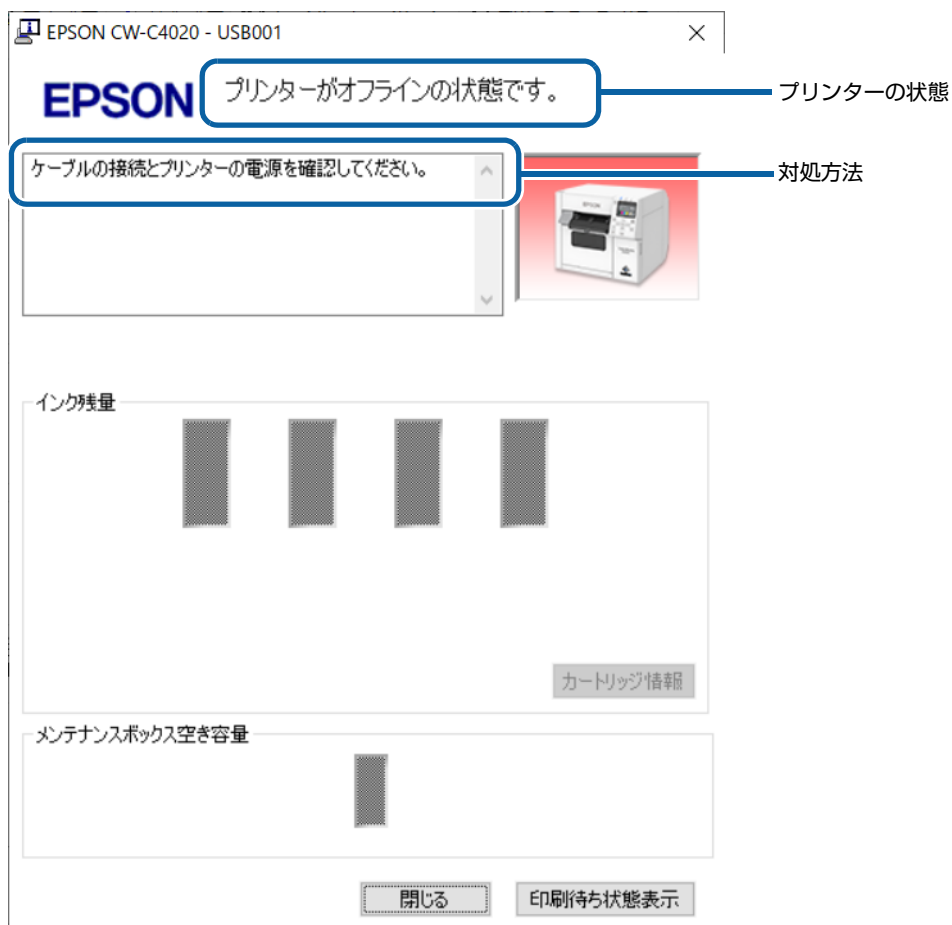 EPSON CW-C4020 - USB001
EPSON
プリンターがオフラインの状態です。
プリンターの状態
ケーブルの接続とプリンターの電源を確認してください。
対処方法
EPSON
インク残量
カートリッジ情報
メンテナンスボックス空き容量
閉じる
印刷待ち状態表示